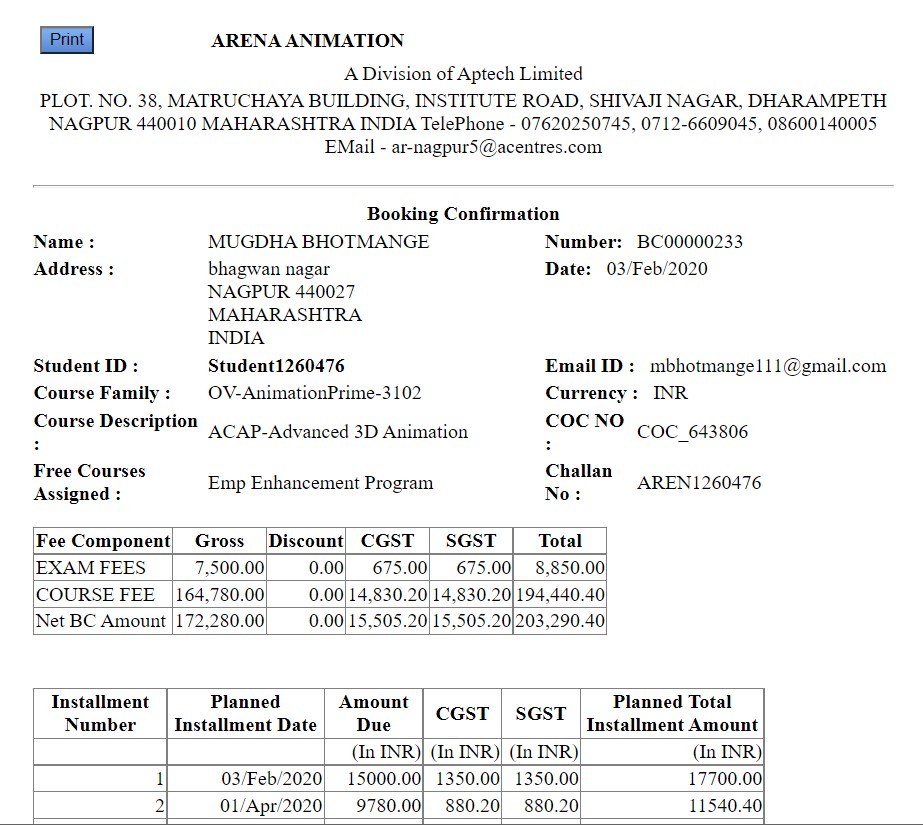 Print
ARENA ANIMATION
A Division of Aptech Limited
PLOT. NO. 38, MATRUCHAYA BUILDING, INSTITUTE ROAD, SHIVAJI NAGAR, DHARAMPETH
NAGPUR 440010 MAHARASHTRA INDIA TelePhone - 07620250745, 0712-6609045, 08600140005
EMail - ar-nagpur5@acentres.com
Booking Confirmation
Name : MUGDHA BHOTMANGE Number: BC00000233
Address : bhagwan nagar Date: 03/Feb/2020
NAGPUR 440027
MAHARASHTRA
INDIA
Student ID : Student1260476 Email ID : mbhotmange111@gmail.com
Course Family : OV-AnimationPrime-3102 Currency : INR
Course Description : ACAP-Advanced 3D Animation COC NO : COC_643806
Free Courses Assigned : Emp Enhancement Program Challan No : AREN1260476
Fee Component Gross Discount CGST SGST Total
EXAM FEES 7,500.00 0.00 675.00 675.00 8,850.00
COURSE FEE 164,780.00 0.00 14,830.20 14,830.20 194,440.40
Net BC Amount 172,280.00 0.00 15,505.20 15,505.20 203,290.40
Installment Number Planned Installment Date Amount Due CGST SGST Planned Total Installment Amount
(In INR) (In INR) (In INR) (In INR)
1 03/Feb/2020 15000.00 1350.00 1350.00 17700.00
2 01/Apr/2020 9780.00 880.20 880.20 11540.40